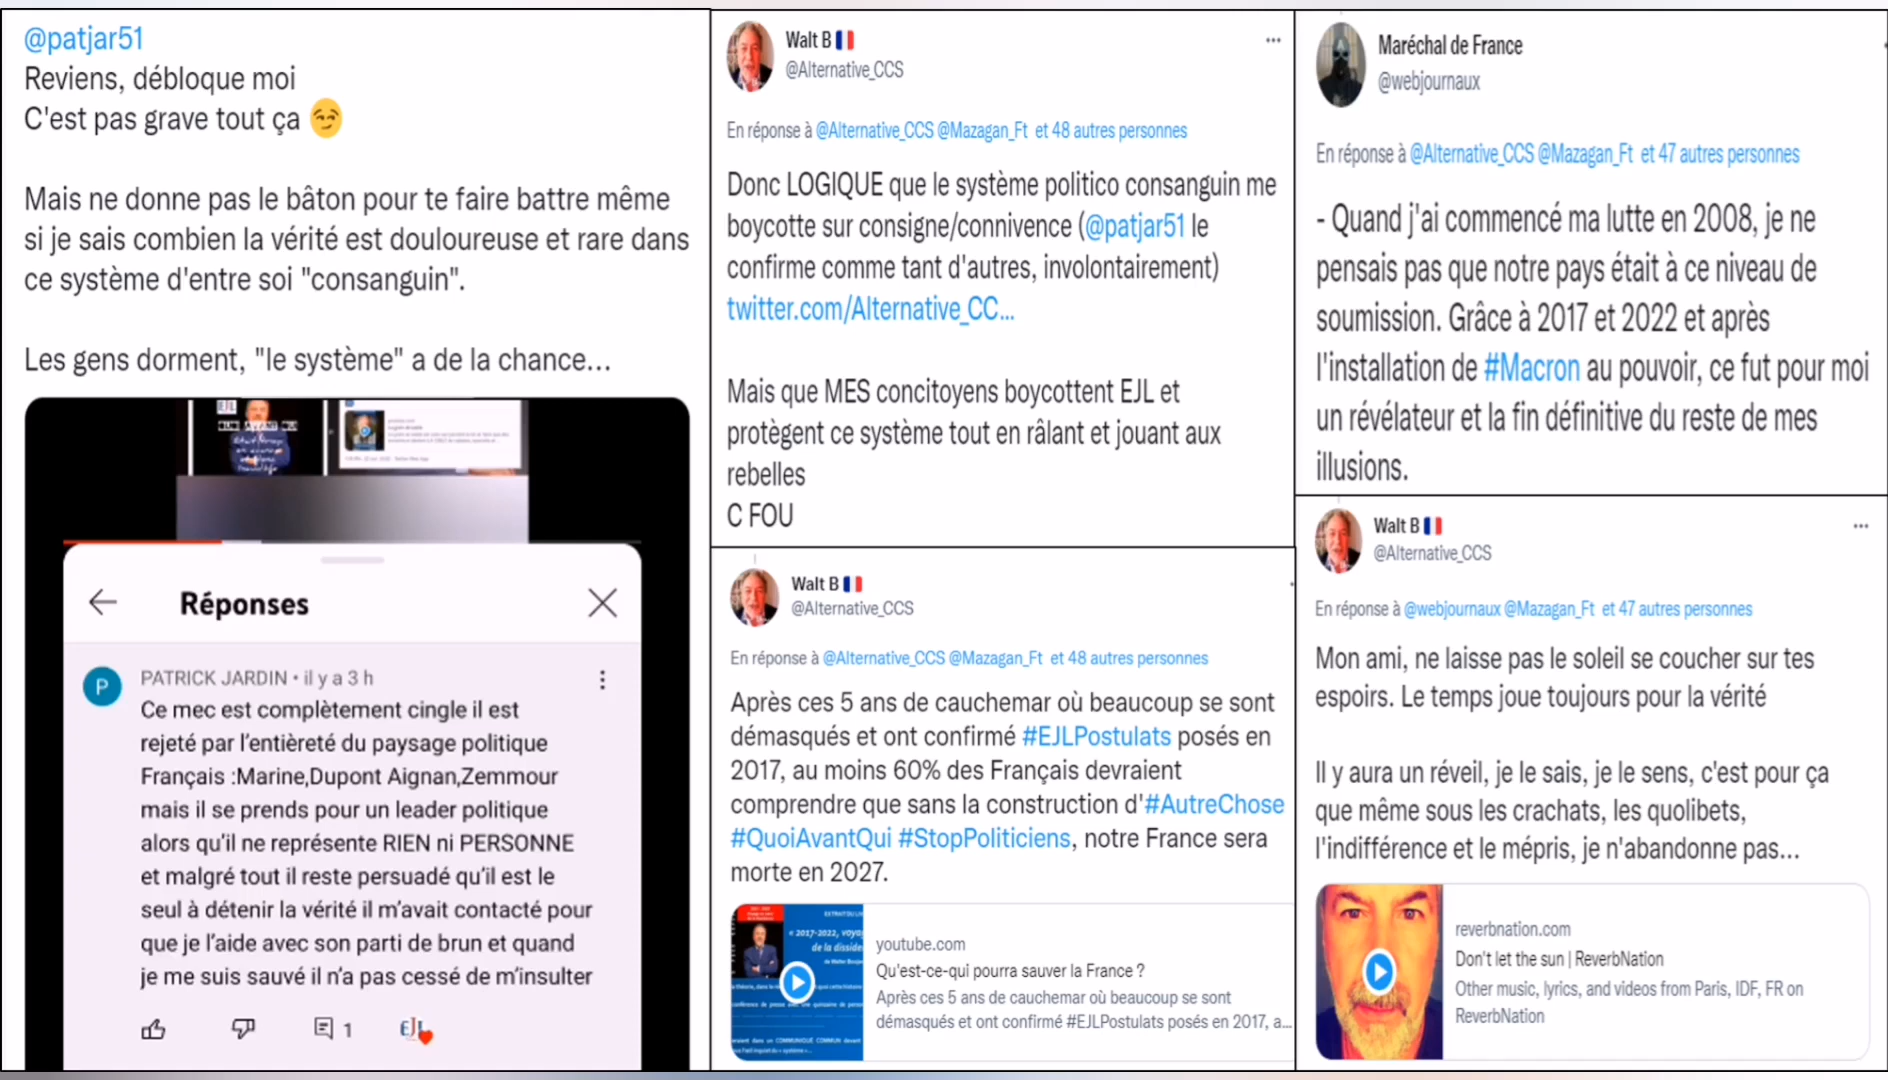 @patjar51
Reviens, débloque moi
C'est pas grave tout ça
Mais ne donne pas le bâton pour te faire battre même
si je sais combien la vérité est douloureuse et rare dans
ce système d'entre soi "consanguin".
Les gens dorment, "le système" a de la chance...
EJL
Réponses
P
PATRICK JARDIN • il y a 3 h
Ce mec est complètement cingle il est
rejeté par l'entièreté du paysage politique
Français :Marine,Dupont Aignan,Zemmour
mais il se prends pour un leader politique
alors qu'il ne représente RIEN ni PERSONNE
et malgré tout il reste persuadé qu'il est le
seul à détenir la vérité il m'avait contacté pour
que je l'aide avec son parti de brun et quand
je me suis sauvé il n'a pas cessé de m'insulter
1
EJL
Walt B
@Alternative_CCS
En réponse à @Alternative_CCS @Mazagan_Ft et 48 autres personnes
Donc LOGIQUE que le système politico consanguin me
boycotte sur consigne/connivence (@patjar51 le
confirme comme tant d'autres, involontairement)
twitter.com/Alternative_CC...
Mais que MES concitoyens boycottent EJL et
protègent ce système tout en râlant et jouant aux
rebelles
C FOU
Walt B
@Alternative_CCS
En réponse à @Alternative_CCS @Mazagan_Ft et 48 autres personnes
Après ces 5 ans de cauchemar où beaucoup se sont
démasqués et ont confirmé #EJLPostulats posés en
2017, au moins 60% des Français devraient
comprendre que sans la construction d'#AutreChose
#QuoiAvantQui #StopPoliticiens, notre France sera
morte en 2027.
EXTRAIT DU LI
« 2017-2022, voya
de la disside
youtube.com
Qu'est-ce-qui pourra sauver la France ?
Après ces 5 ans de cauchemar où beaucoup se sont
démasqués et ont confirmé #EJLPostulats posés en 2017, a...
Maréchal de France
@webjournaux
En réponse à @Alternative_CCS @Mazagan_Ft et 47 autres personnes
- Quand j'ai commencé ma lutte en 2008, je ne
pensais pas que notre pays était à ce niveau de
soumission. Grâce à 2017 et 2022 et après
l'installation de #Macron au pouvoir, ce fut pour moi
un révélateur et la fin définitive du reste de mes
illusions.
Walt B
@Alternative_CCS
En réponse à @webjournaux @Mazagan_Ft et 47 autres personnes
Mon ami, ne laisse pas le soleil se coucher sur tes
espoirs. Le temps joue toujours pour la vérité
Il y aura un réveil, je le sais, je le sens, c'est pour ça
que même sous les crachats, les quolibets,
l'indifférence et le mépris, je n'abandonne pas...
reverbnation.com
Don't let the sun | ReverbNation
Other music, lyrics, and videos from Paris, IDF, FR on
ReverbNation